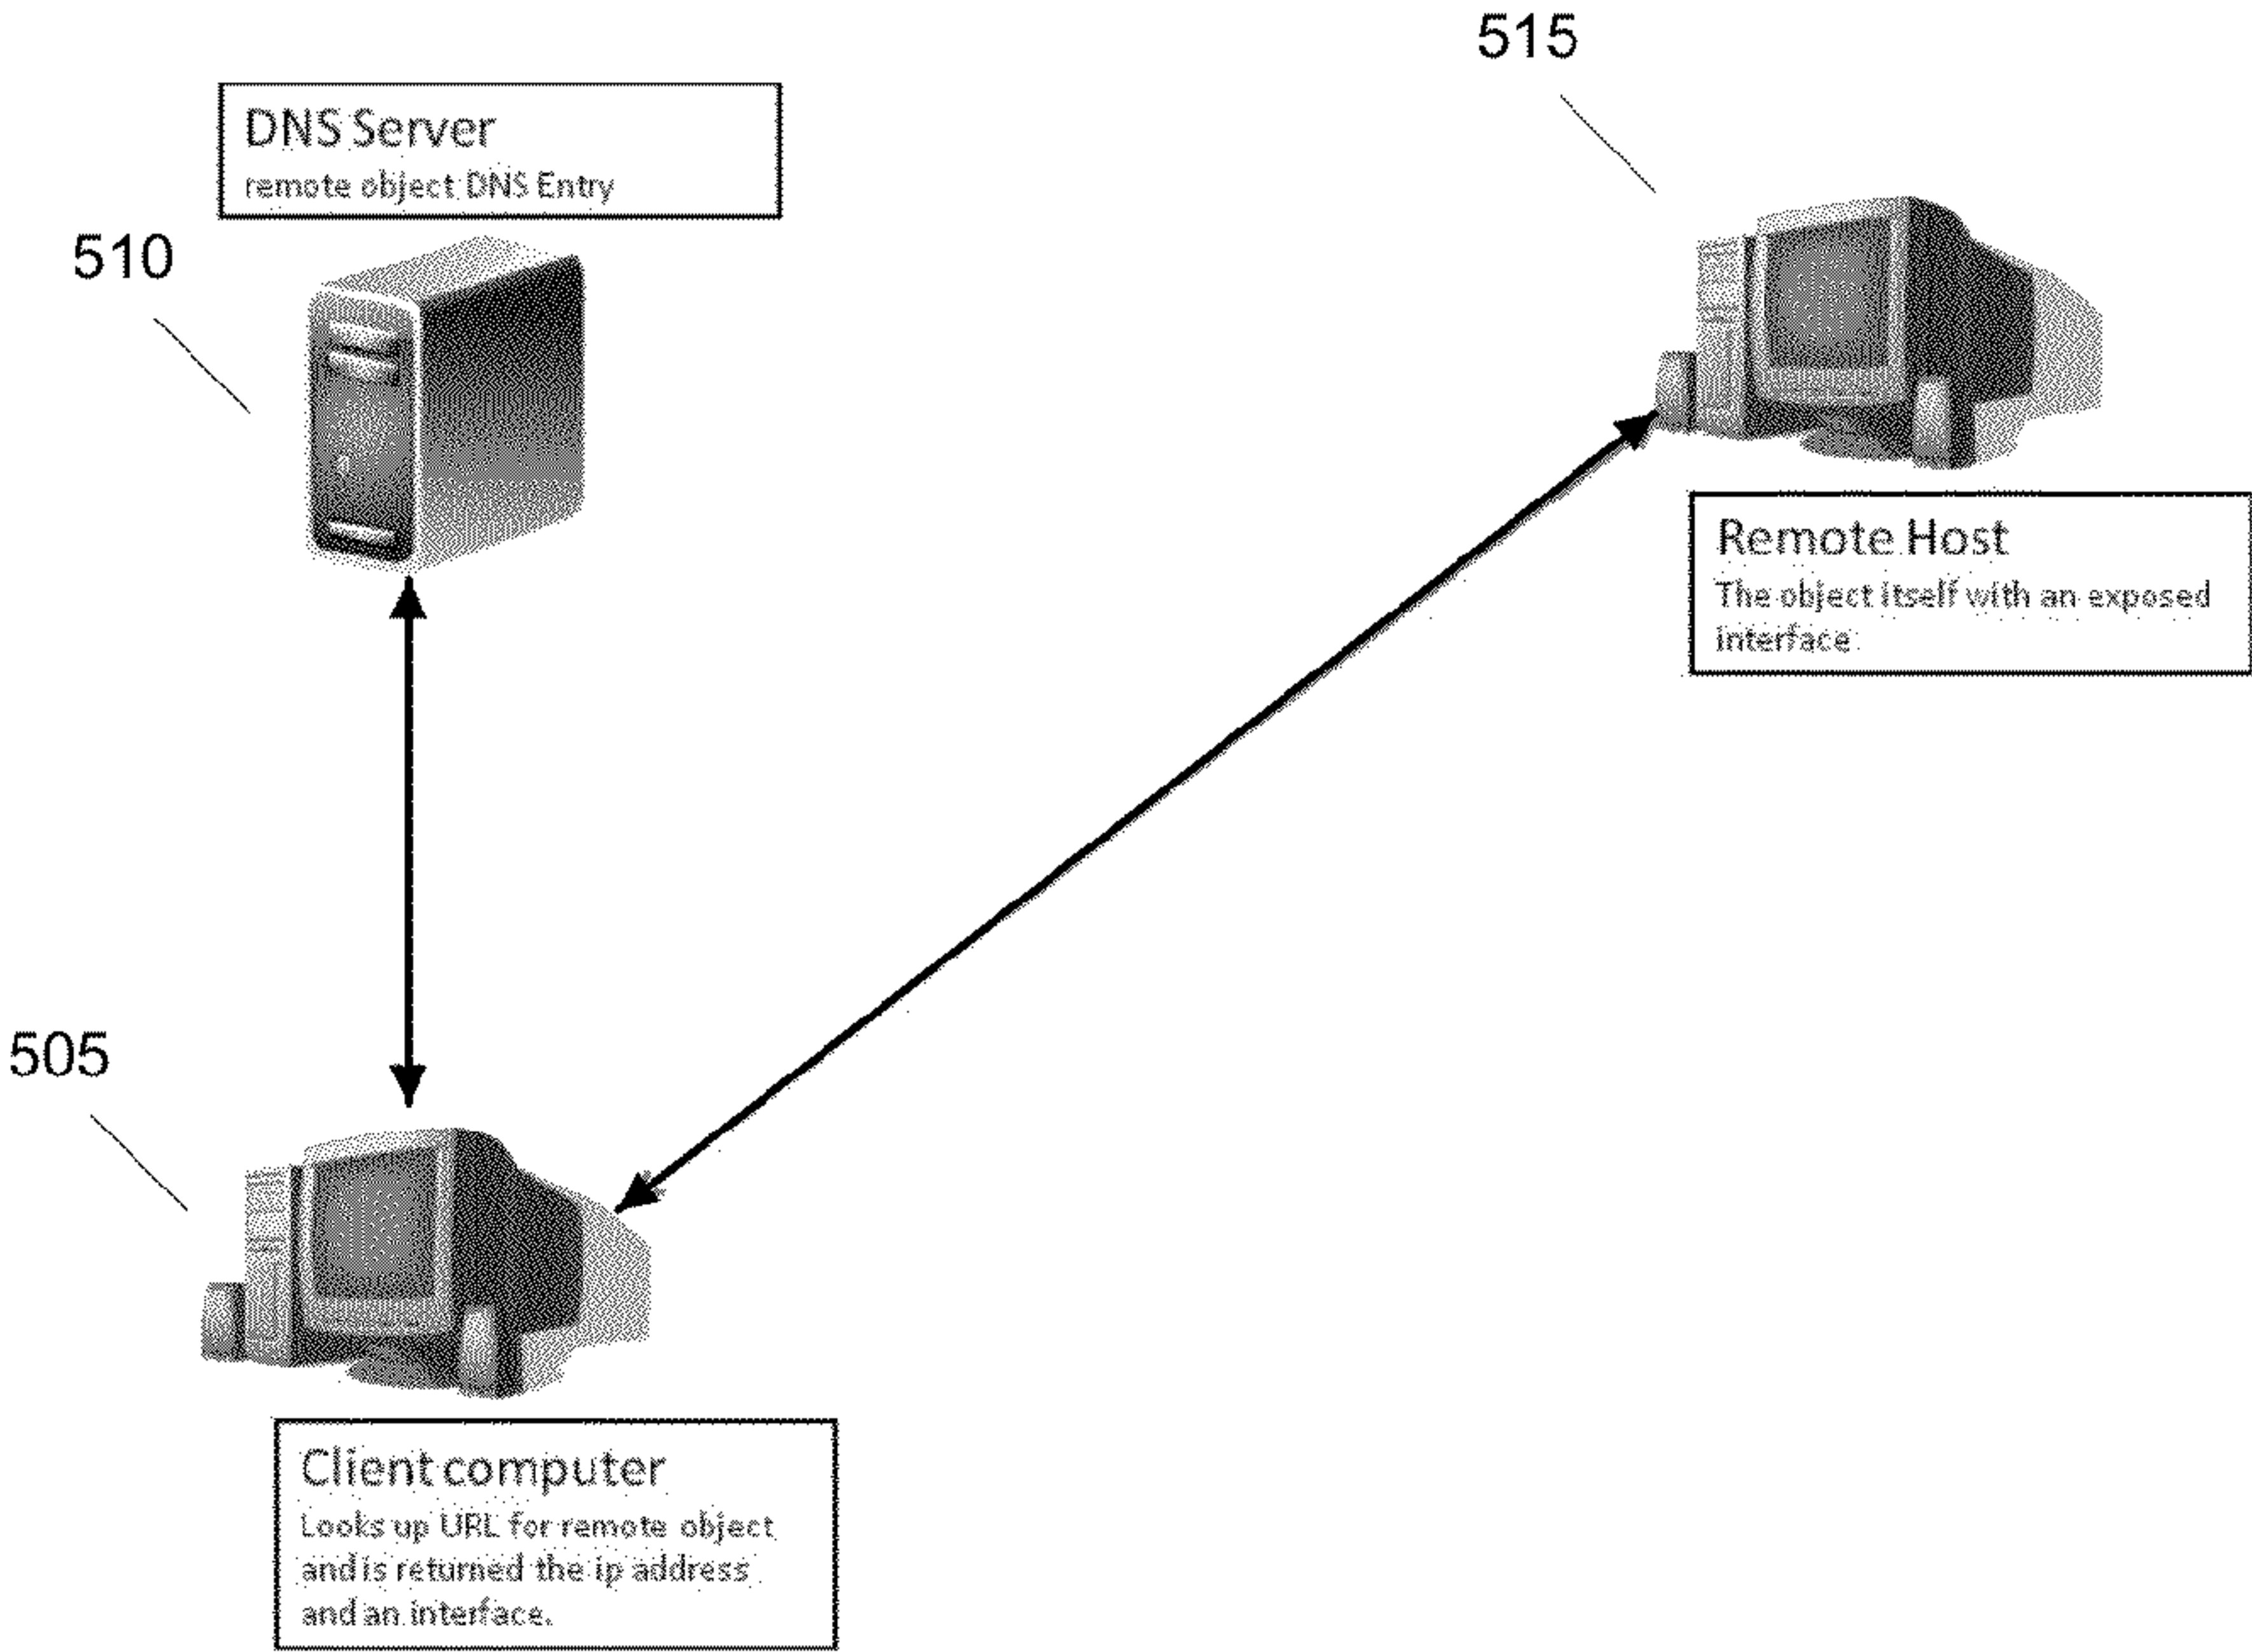 515
DNS Server
remote object DNS Entry
510
Remote Host
The object itself with an exposed
interface
505
Client computer
Looks up URL for remote object
and is returned the ip address
and an interface.